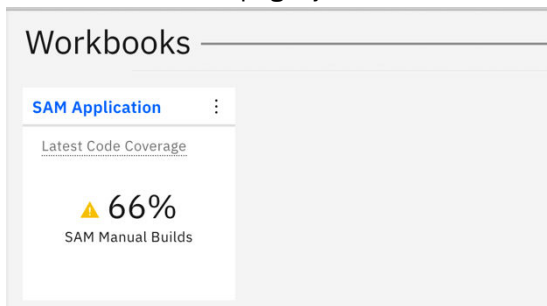 Workbooks
SAM Application
Latest Code Coverage
66%
SAM Manual Builds